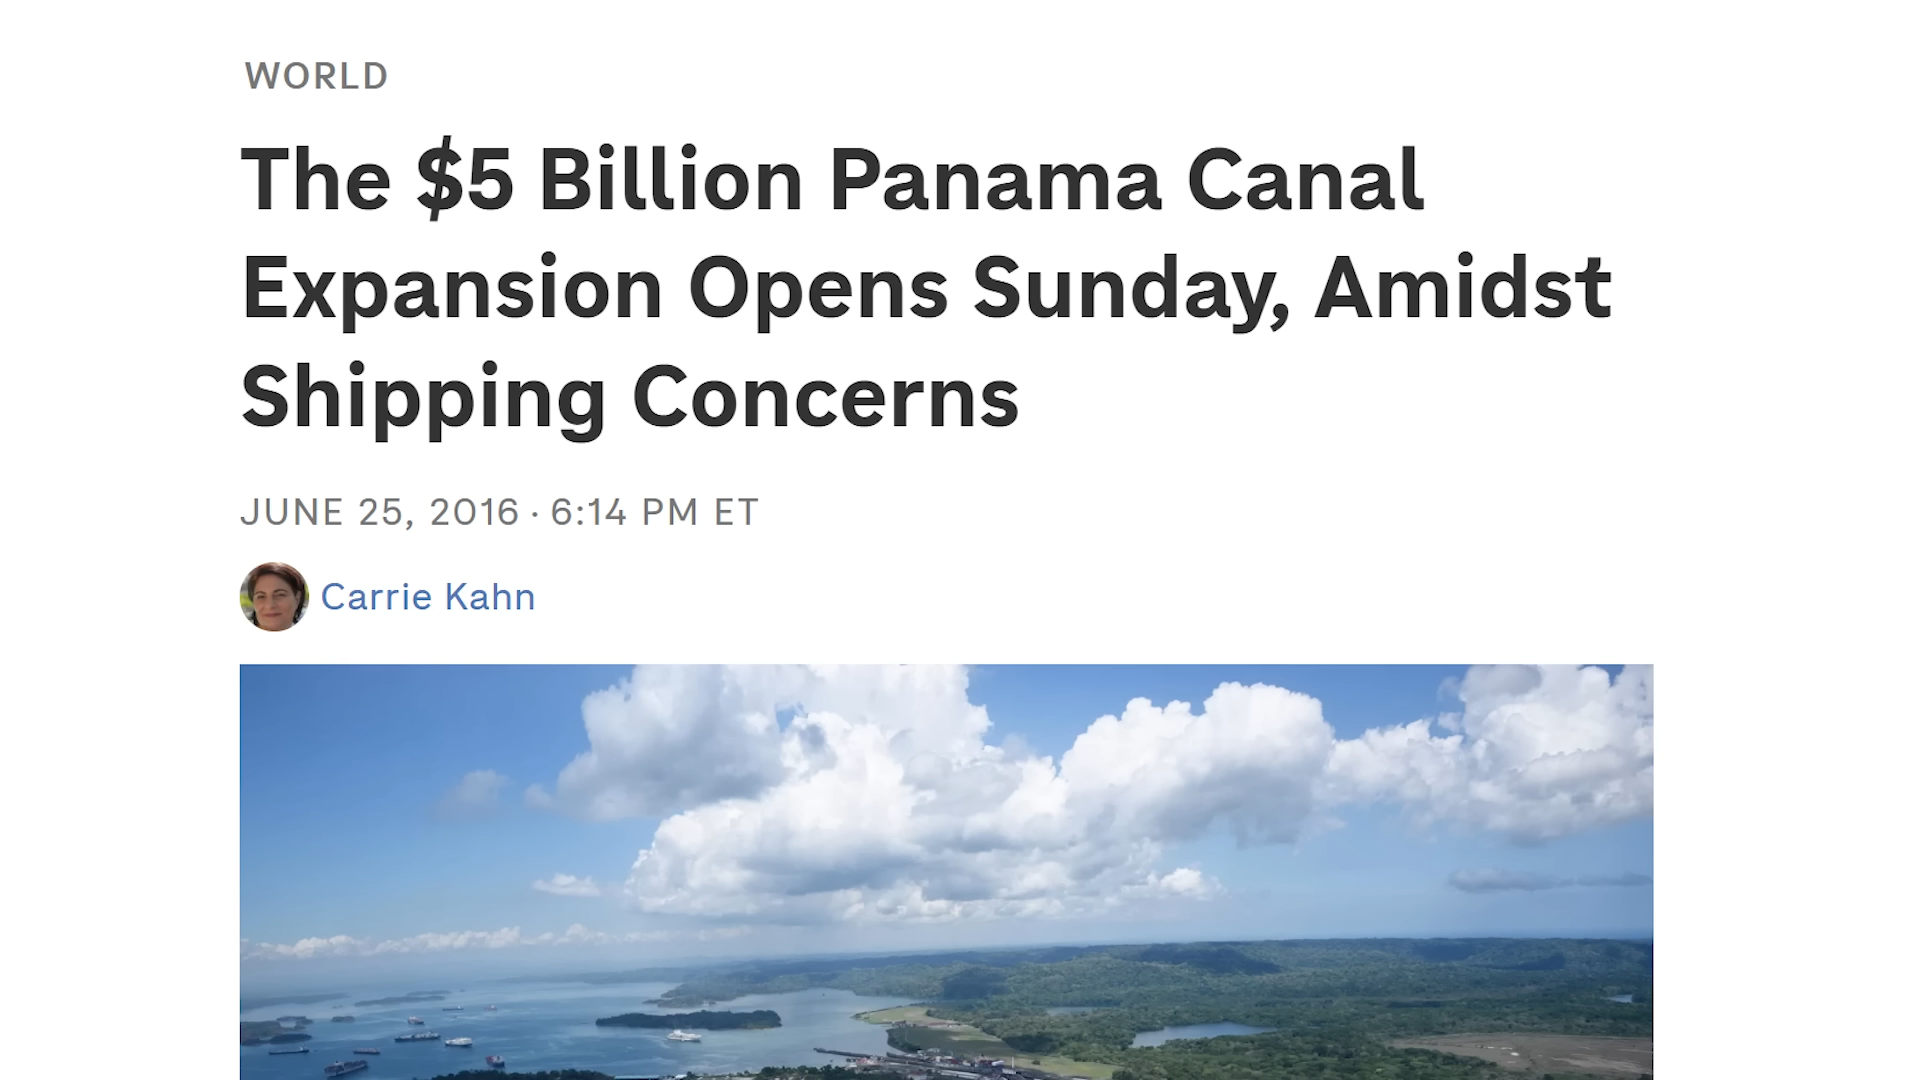 WORLD
The $5 Billion Panama Canal
Expansion Opens Sunday, Amidst
Shipping Concerns
JUNE 25, 2016 · 6:14 PM ET
Carrie Kahn